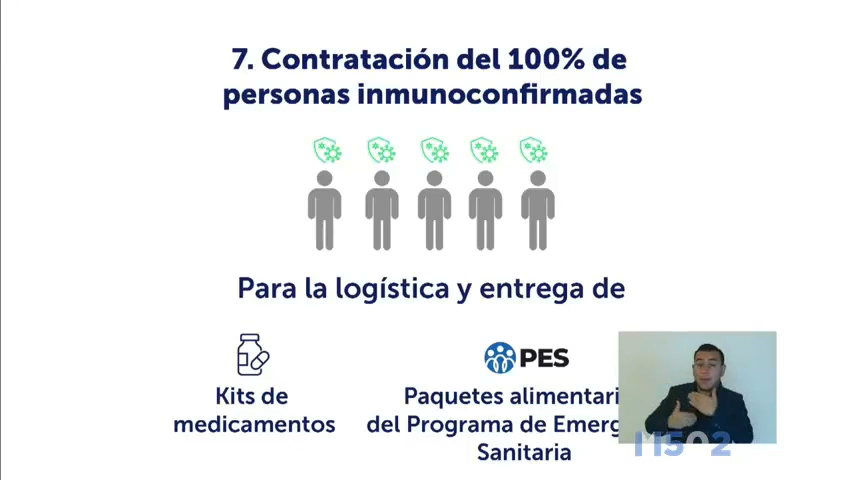 7. Contratación del 100% de
personas inmunoconfirmadas
Para la logística y entrega de
Kits de
medicamentos
PES
Paquetes alimentari
del Programa de Emerg
Sanitaria